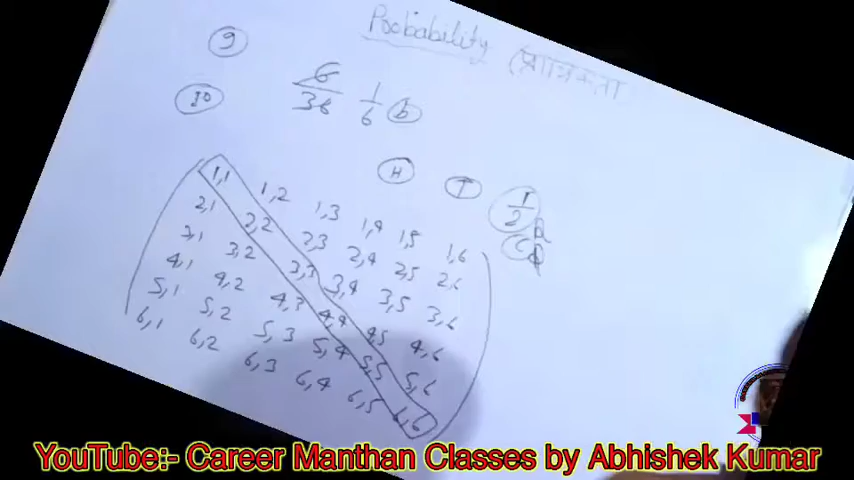 Probability (प्रायिकता)
9
6/36 1/6 b
10
H T 1/2
1,1 1,2 1,3 1,4 1,5 1,6
2,1 2,2 2,3 2,4 2,5 2,6
3,1 3,2 3,3 3,4 3,5 3,6
4,1 4,2 4,3 4,4 4,5 4,6
5,1 5,2 5,3 5,4 5,5 5,6
6,1 6,2 6,3 6,4 6,5 6,6
YouTube:- Career Manthan Classes by Abhishek Kumar